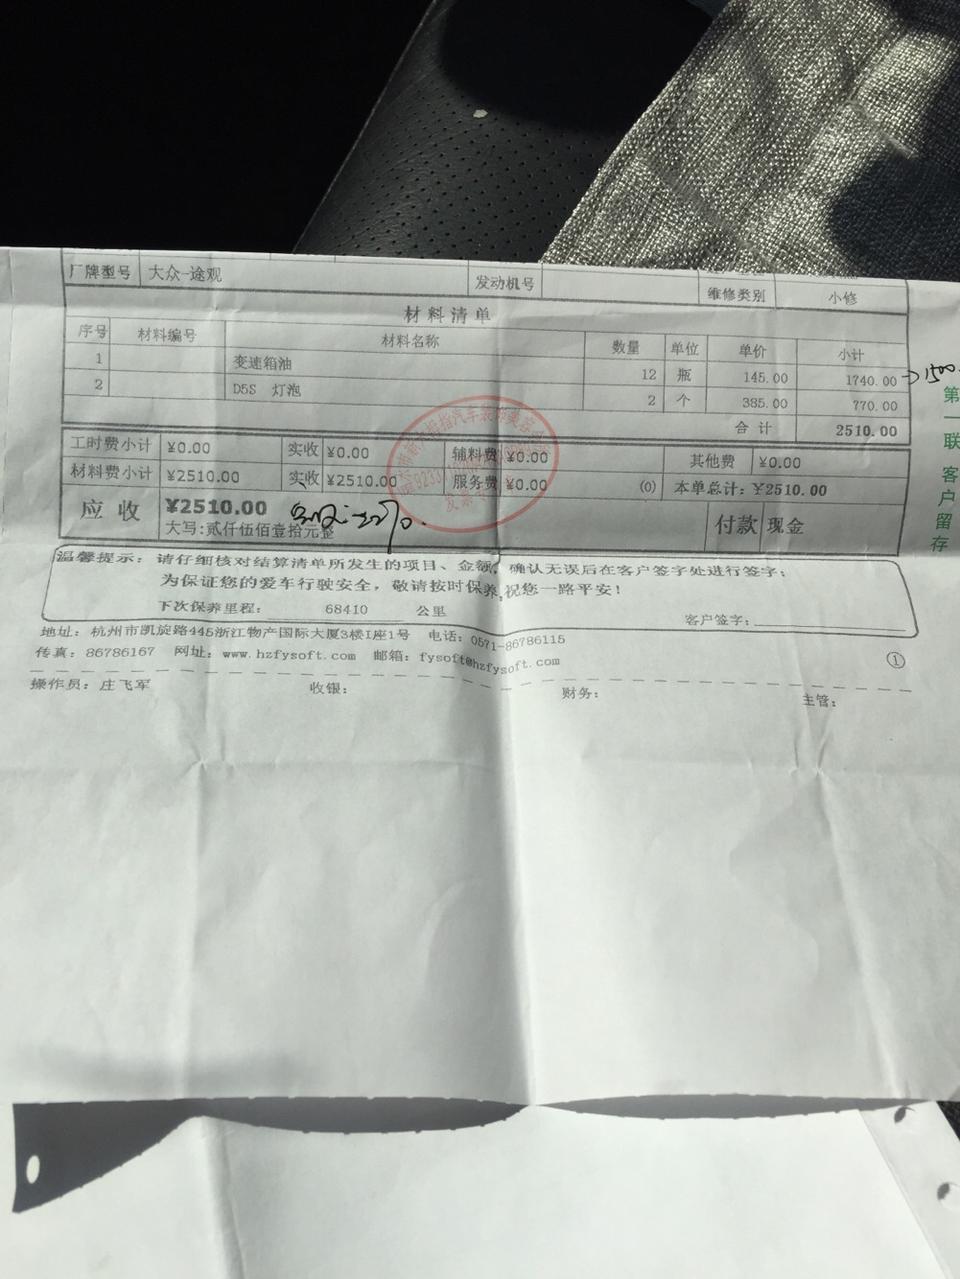 厂牌型号 大众-途观 发动机号 维修类别 小修
材料清单
序号 材料编号 材料名称 数量 单位 单价 小计
1 变速箱油 12 瓶 145.00 1740.00 →1500.
2 D5S 灯泡 2 个 385.00 770.00
合计 2510.00
工时费小计 ¥0.00 实收 ¥0.00 辅料费 ¥0.00 其他费 ¥0.00
材料费小计 ¥2510.00 实收 ¥2510.00 服务费 ¥0.00 (0) 本单总计: ¥2510.00
应收 ¥2510.00 付款 现金
大写:贰仟伍佰壹拾元整
温馨提示: 请仔细核对结算清单所发生的项目、金额, 确认无误后在客户签字处进行签字;
为保证您的爱车行驶安全, 敬请按时保养,祝您一路平安!
下次保养里程: 68410 公里 客户签字:
地址: 杭州市凯旋路445浙江物产国际大厦3楼I座1号 电话: 0571-86786115
传真: 86786167 网址: www.hzfysoft.com 邮箱: fysoft@hzfysoft.com ①
操作员: 庄飞军 收银: 财务: 主管:
第一联 客户留存